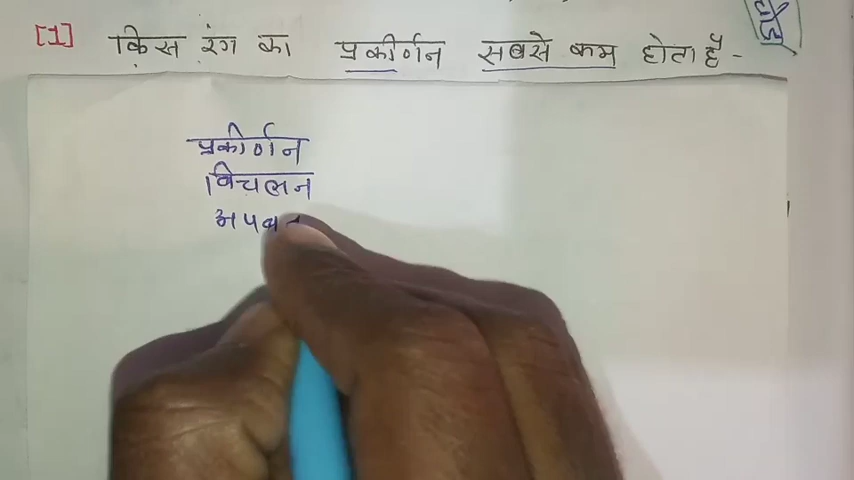 [1] किस रंग का प्रकीर्णन सबसे कम होता है -
प्रकीर्णन
विचलन